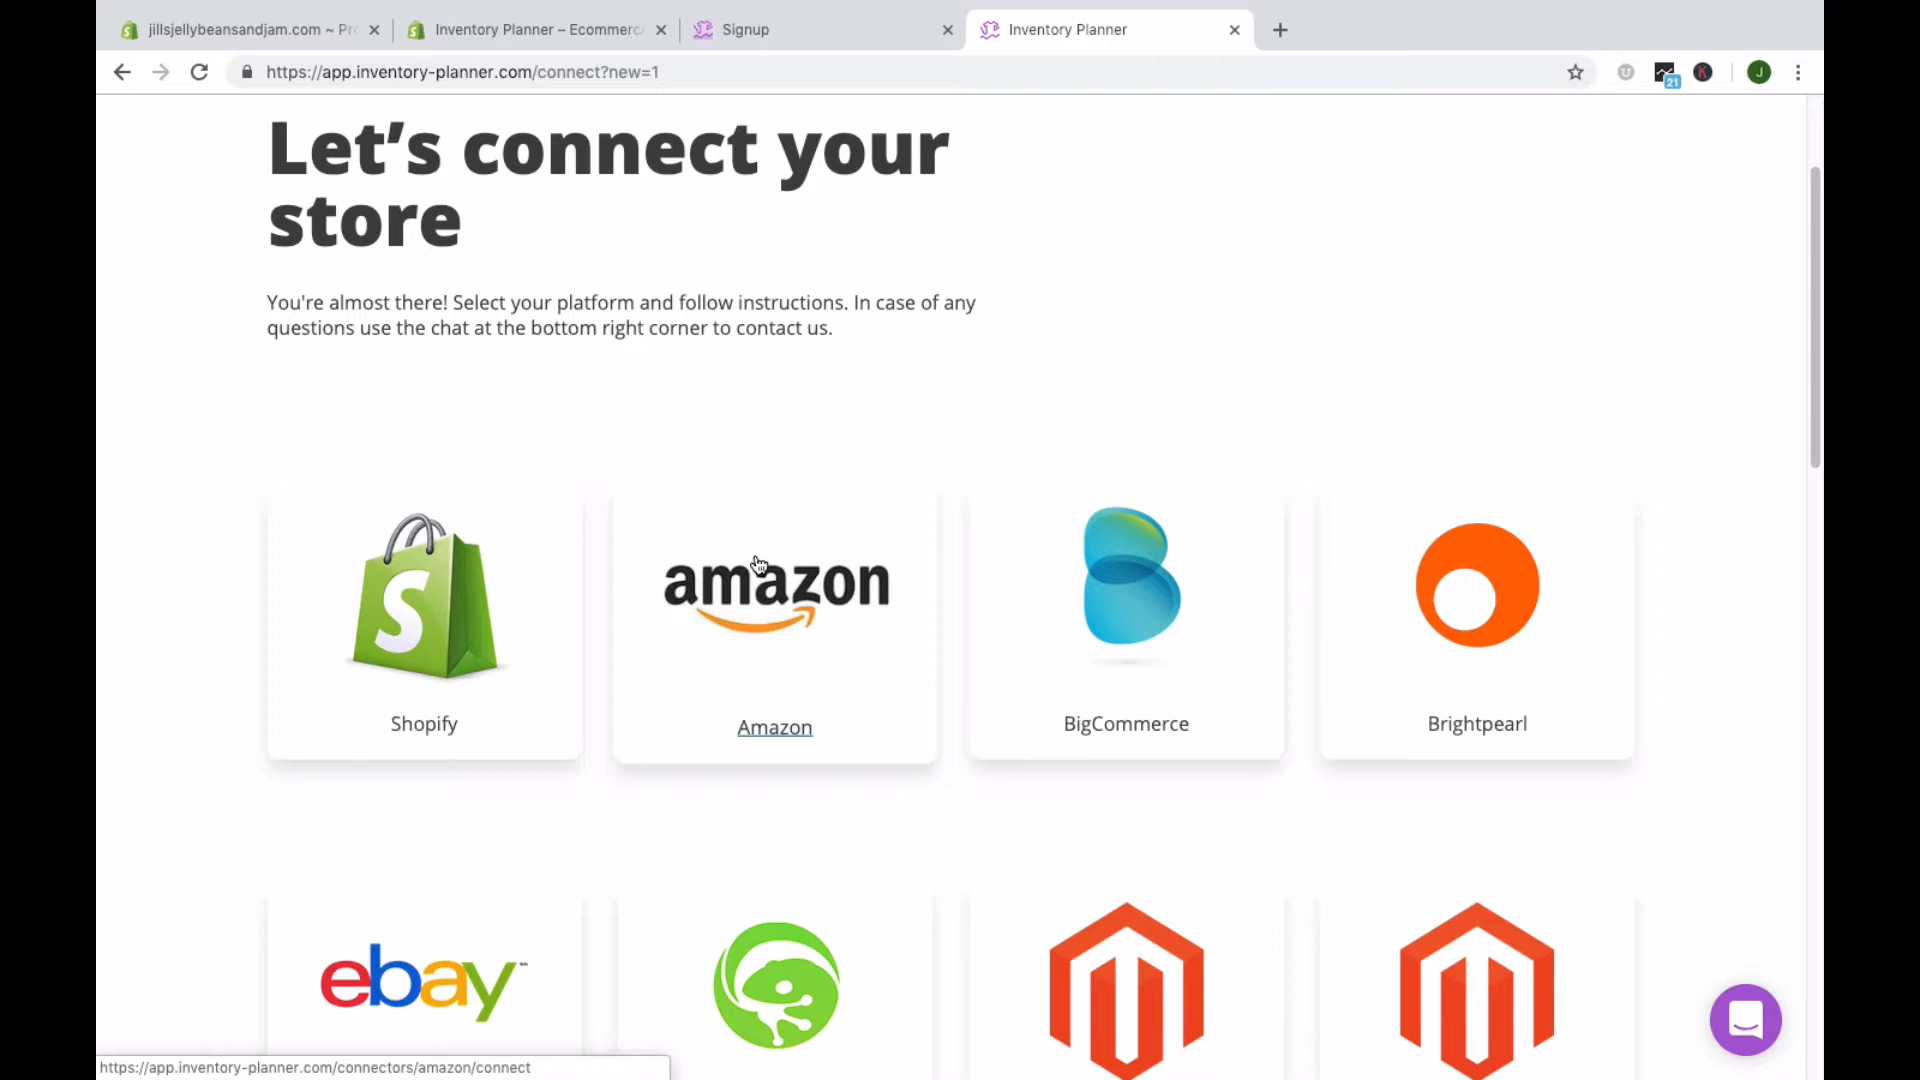 jillsjellybeansandjam.com ~ Pro
Inventory Planner – Ecommerc
Signup
Inventory Planner
https://app.inventory-planner.com/connect?new=1
21
K
J
Let’s connect your
store
You're almost there! Select your platform and follow instructions. In case of any
questions use the chat at the bottom right corner to contact us.
S
amazon
Shopify
Amazon
BigCommerce
Brightpearl
ebay
https://app.inventory-planner.com/connectors/amazon/connect